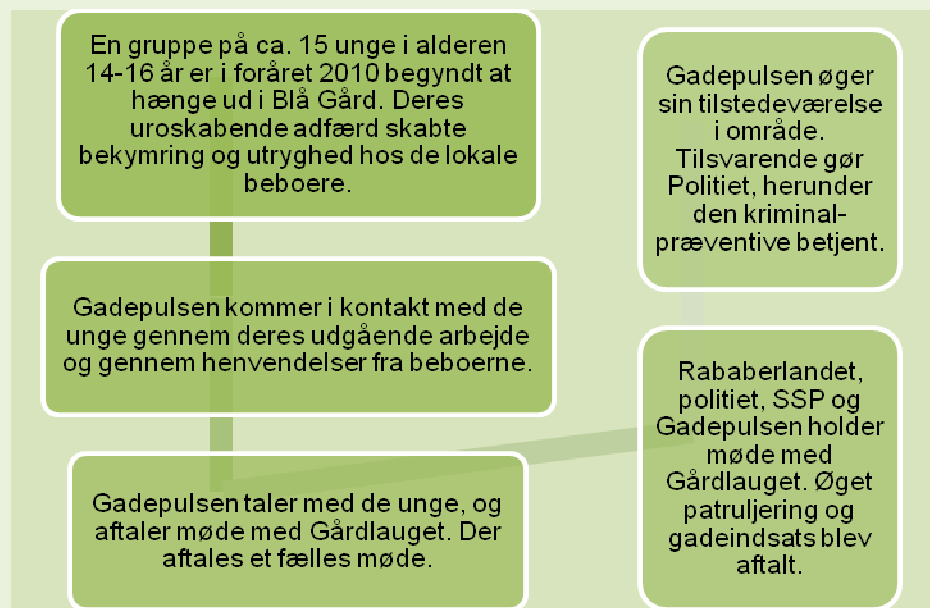 En gruppe på ca. 15 unge i alderen
14-16 år er i foråret 2010 begyndt at
hænge ud i Blå Gård. Deres
uroskabende adfærd skabte
bekymring og utryghed hos de lokale
beboere.
Gadepulsen kommer i kontakt med de
unge gennem deres udgående arbejde
og gennem henvendelser fra beboerne.
Gadepulsen taler med de unge, og
aftaler møde med Gårdlauget. Der
aftales et fælles møde.
Rababerlandet,
politiet, SSP og
Gadepulsen holder
møde med
Gårdlauget. Øget
patruljering og
gadeindsats blev
aftalt.
Gadepulsen øger
sin tilstedeværelse
i område.
Tilsvarende gør
Politiet, herunder
den kriminal-
præventive betjent.